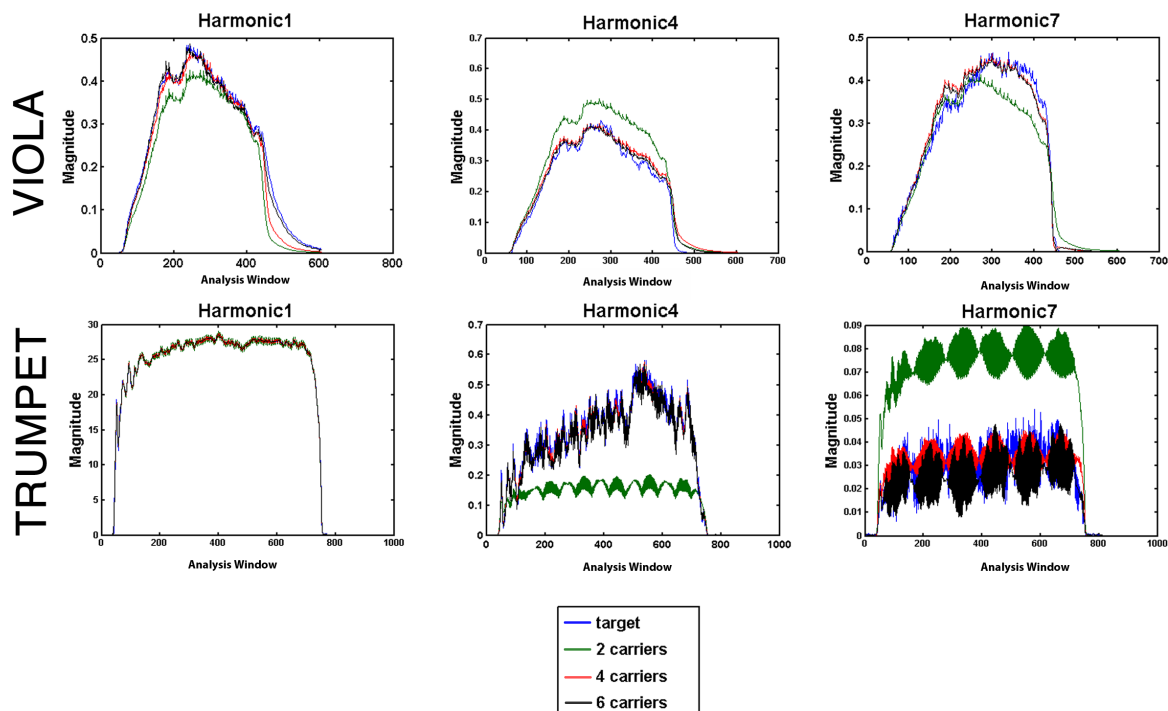 VIOLA
Harmonic1
Magnitude
0.5
0.4
0.3
0.2
0.1
0
0 200 400 600 800
Analysis Window
Harmonic4
Magnitude
0.7
0.6
0.5
0.4
0.3
0.2
0.1
0
0 100 200 300 400 500 600 700
Analysis Window
Harmonic7
Magnitude
0.5
0.4
0.3
0.2
0.1
0
0 100 200 300 400 500 600 700
Analysis Window
TRUMPET
Harmonic1
Magnitude
30
25
20
15
10
5
0
0 200 400 600 800 1000
Analysis Window
Harmonic4
Magnitude
0.7
0.6
0.5
0.4
0.3
0.2
0.1
0
0 200 400 600 800 1000
Analysis Window
Harmonic7
Magnitude
0.09
0.08
0.07
0.06
0.05
0.04
0.03
0.02
0.01
0
0 200 400 600 800 1000
Analysis Window
target
2 carriers
4 carriers
6 carriers